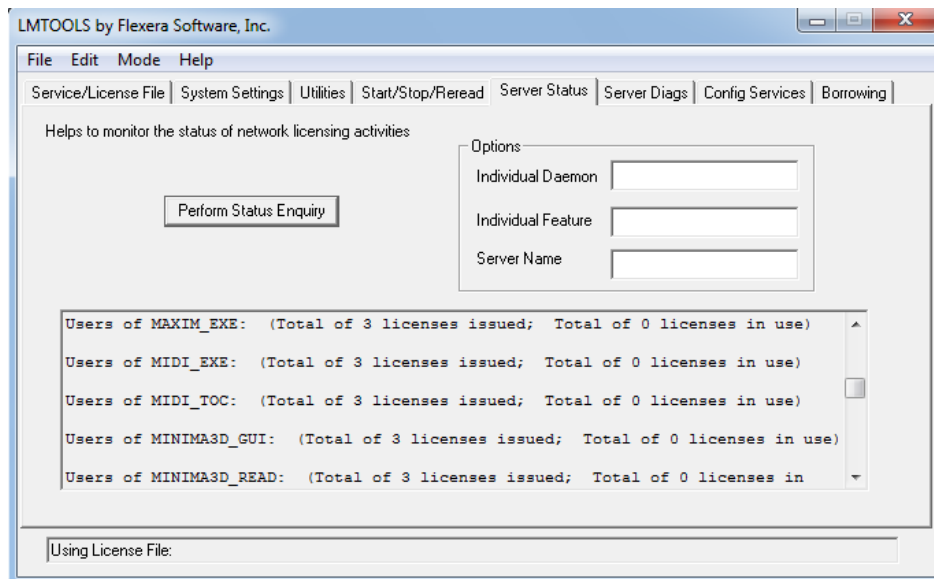 LMTOOLS by Flexera Software, Inc.
File Edit Mode Help
Service/License File System Settings Utilities Start/Stop/Reread Server Status Server Diags Config Services Borrowing
Helps to monitor the status of network licensing activities
Options
Individual Daemon
Perform Status Enquiry
Individual Feature
Server Name
Users of MAXIM_EXE:  (Total of 3 licenses issued;  Total of 0 licenses in use)
Users of MIDI_EXE:  (Total of 3 licenses issued;  Total of 0 licenses in use)
Users of MIDI_TOC:  (Total of 3 licenses issued;  Total of 0 licenses in use)
Users of MINIMA3D_GUI:  (Total of 3 licenses issued;  Total of 0 licenses in use)
Users of MINIMA3D_READ:  (Total of 3 licenses issued;  Total of 0 licenses in
Using License File: